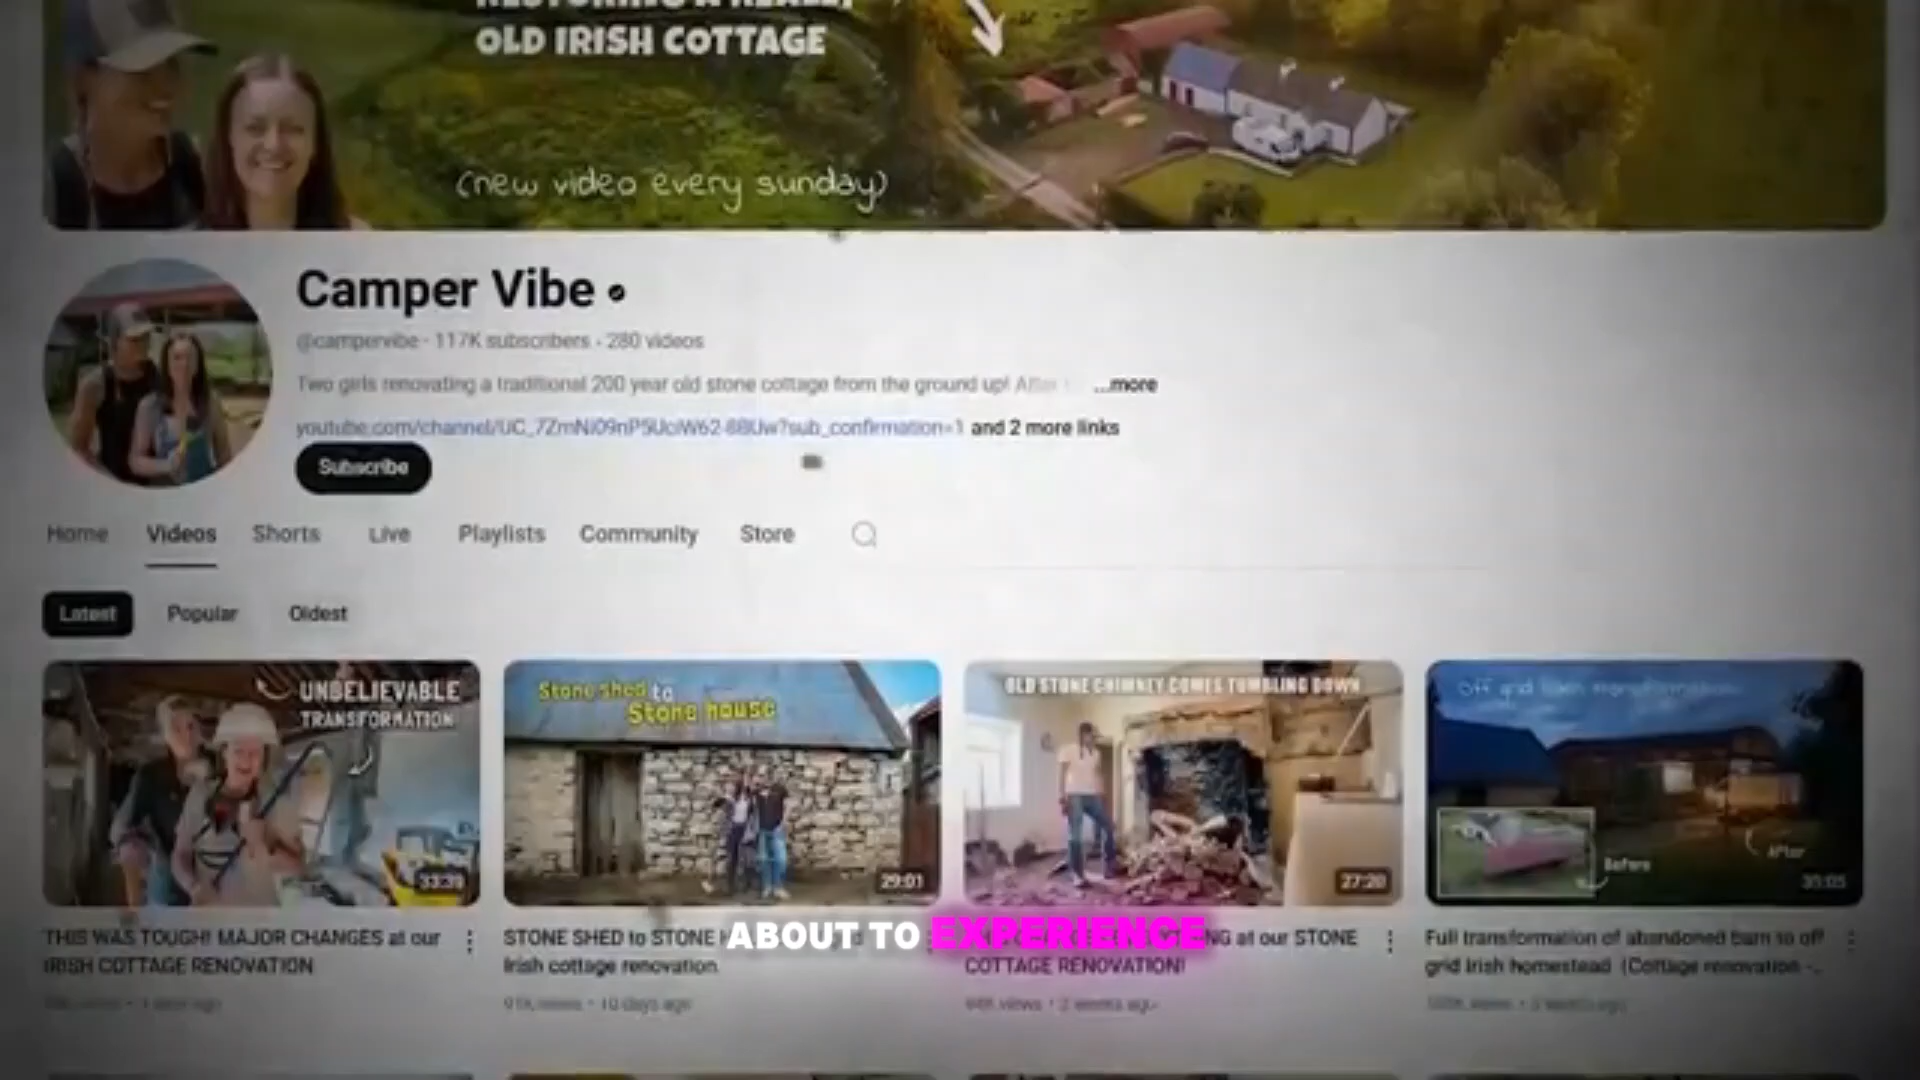 OLD IRISH COTTAGE
(new video every sunday)
Camper Vibe
@campervibe · 117K subscribers · 280 videos
Two girls renovating a traditional 200 year old stone cottage from the ground up! After ...more
and 2 more links
Subscribe
Home Videos Shorts Live Playlists Community Store
Latest Popular Oldest
UNBELIEVABLE
TRANSFORMATION
33:39
Stone shed to
Stone house
29:01
OLD STONE CHIMNEY COMES TUMBLING DOWN
27:20
Before
After
THIS WAS TOUGH! MAJOR CHANGES at our
IRISH COTTAGE RENOVATION
STONE SHED to STONE
Irish cottage renovation
at our STONE
COTTAGE RENOVATION!
Full transformation of abandoned barn to off
grid Irish homestead (Cottage renovation -...
10 days ago
2 weeks ago
ABOUT TO EXPERIENCE